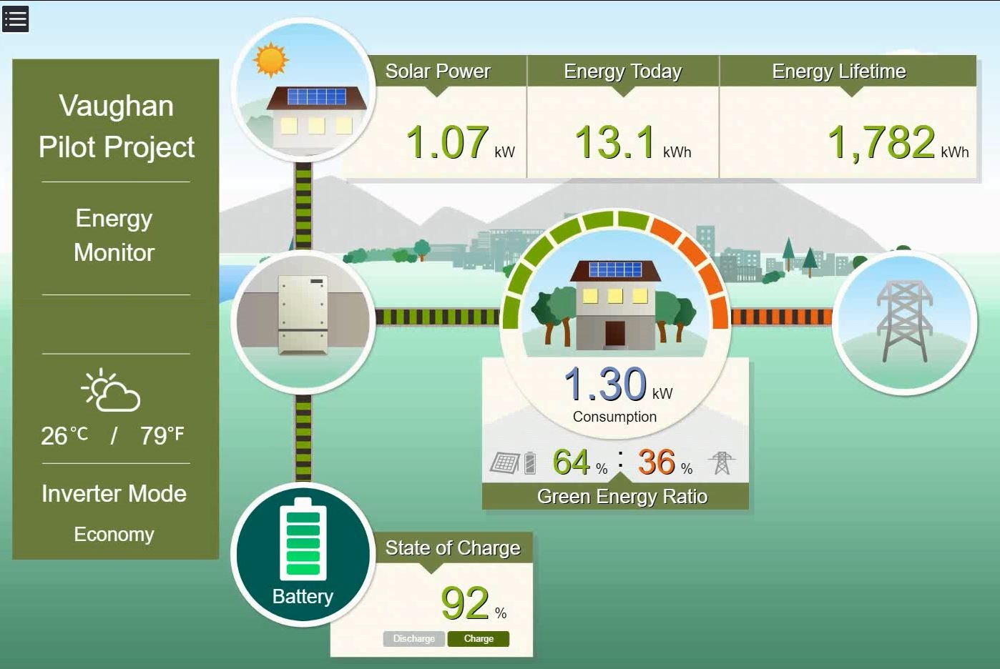 Vaughan
Pilot Project
Energy
Monitor
26°C / 79°F
Inverter Mode
Economy
Solar Power
1.07 kW
Energy Today
13.1 kWh
Energy Lifetime
1,782 kWh
1.30 kW
Consumption
64 % : 36 %
Green Energy Ratio
Battery
State of Charge
92 %
Discharge Charge